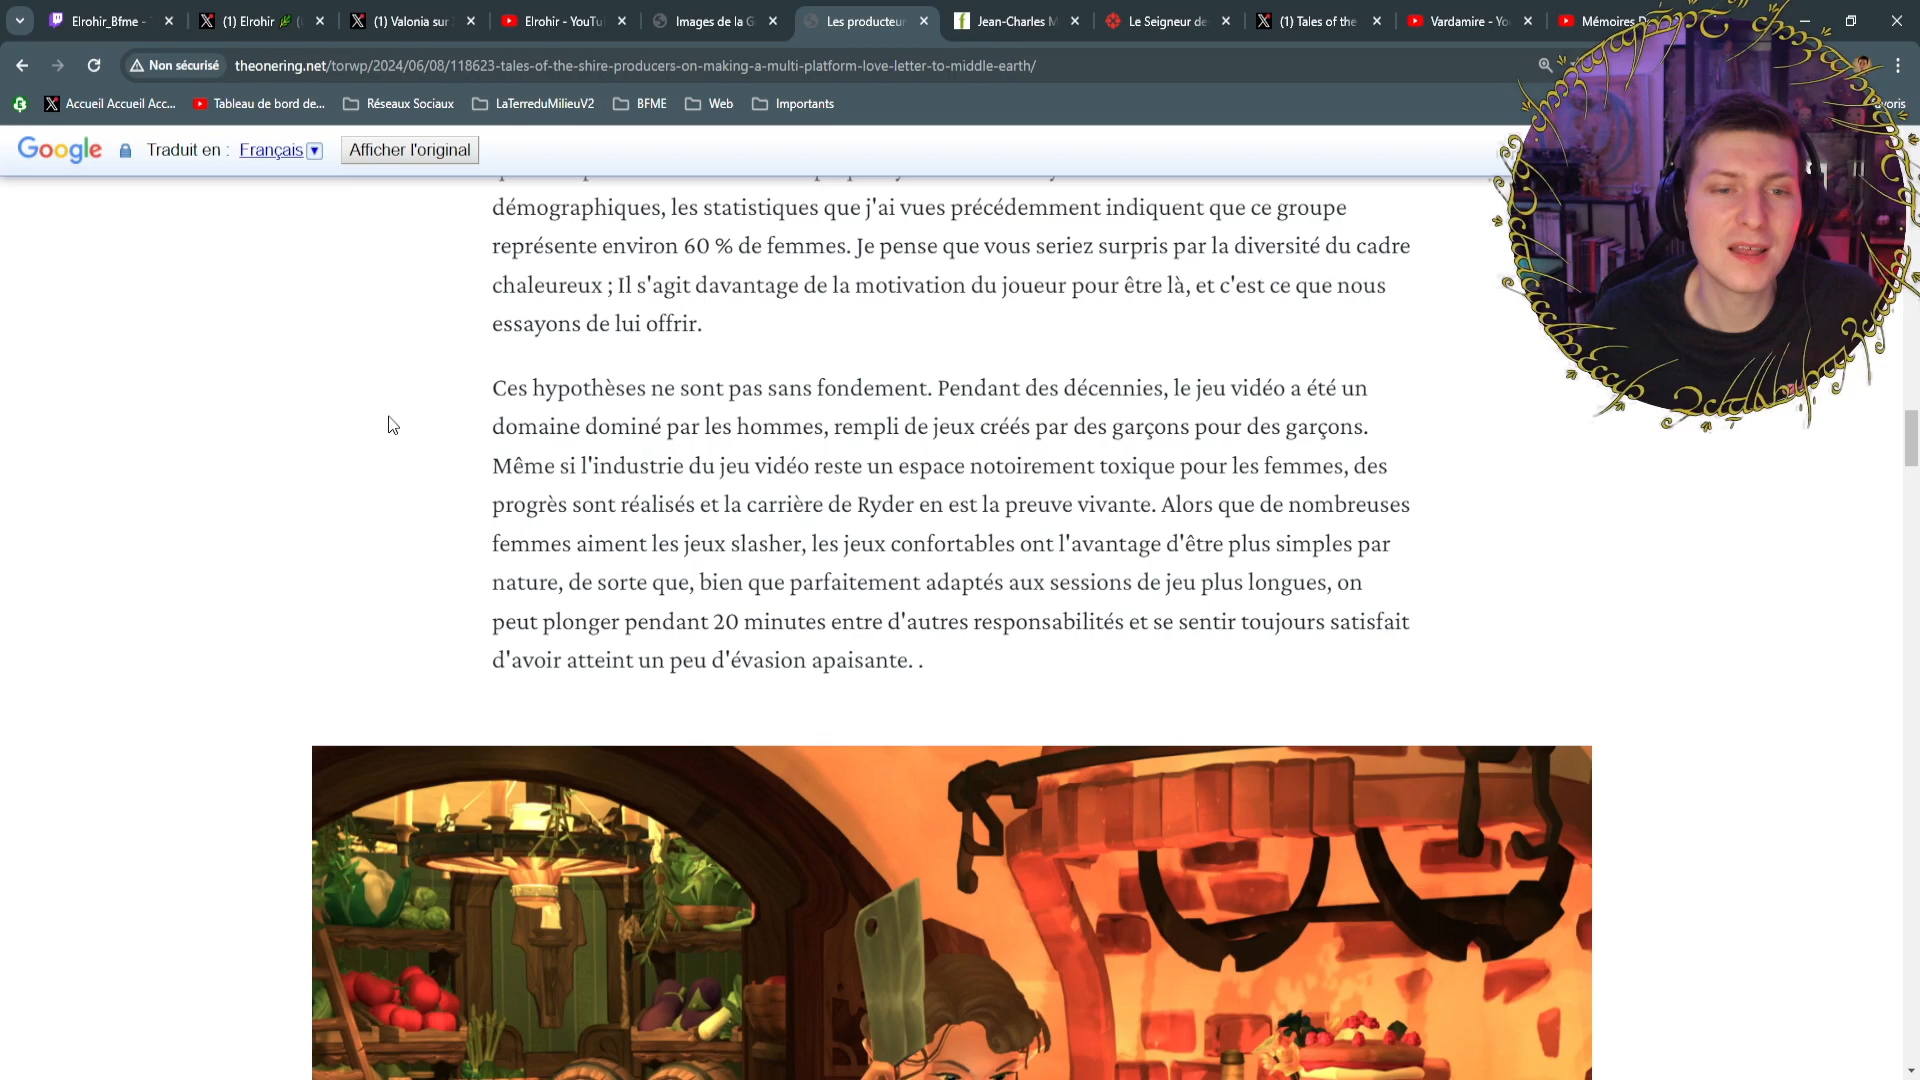 Elrohir_Bfme -
(1) Elrohir
(1) Valonia sur
Elrohir - YouTu
Images de la G
Les producteur
Jean-Charles M
Le Seigneur de
(1) Tales of the
Vardamire - Yo
Mémoires D
Non sécurisé
theonering.net/torwp/2024/06/08/118623-tales-of-the-shire-producers-on-making-a-multi-platform-love-letter-to-middle-earth/
Accueil Accueil Acc...
Tableau de bord de...
Réseaux Sociaux
LaTerreduMilieuV2
BFME
Web
Importants
avoris
Google
Traduit en :
Français
Afficher l'original
démographiques, les statistiques que j'ai vues précédemment indiquent que ce groupe
représente environ 60 % de femmes. Je pense que vous seriez surpris par la diversité du cadre
chaleureux ; Il s'agit davantage de la motivation du joueur pour être là, et c'est ce que nous
essayons de lui offrir.
Ces hypothèses ne sont pas sans fondement. Pendant des décennies, le jeu vidéo a été un
domaine dominé par les hommes, rempli de jeux créés par des garçons pour des garçons.
Même si l'industrie du jeu vidéo reste un espace notoirement toxique pour les femmes, des
progrès sont réalisés et la carrière de Ryder en est la preuve vivante. Alors que de nombreuses
femmes aiment les jeux slasher, les jeux confortables ont l'avantage d'être plus simples par
nature, de sorte que, bien que parfaitement adaptés aux sessions de jeu plus longues, on
peut plonger pendant 20 minutes entre d'autres responsabilités et se sentir toujours satisfait
d'avoir atteint un peu d'évasion apaisante. .